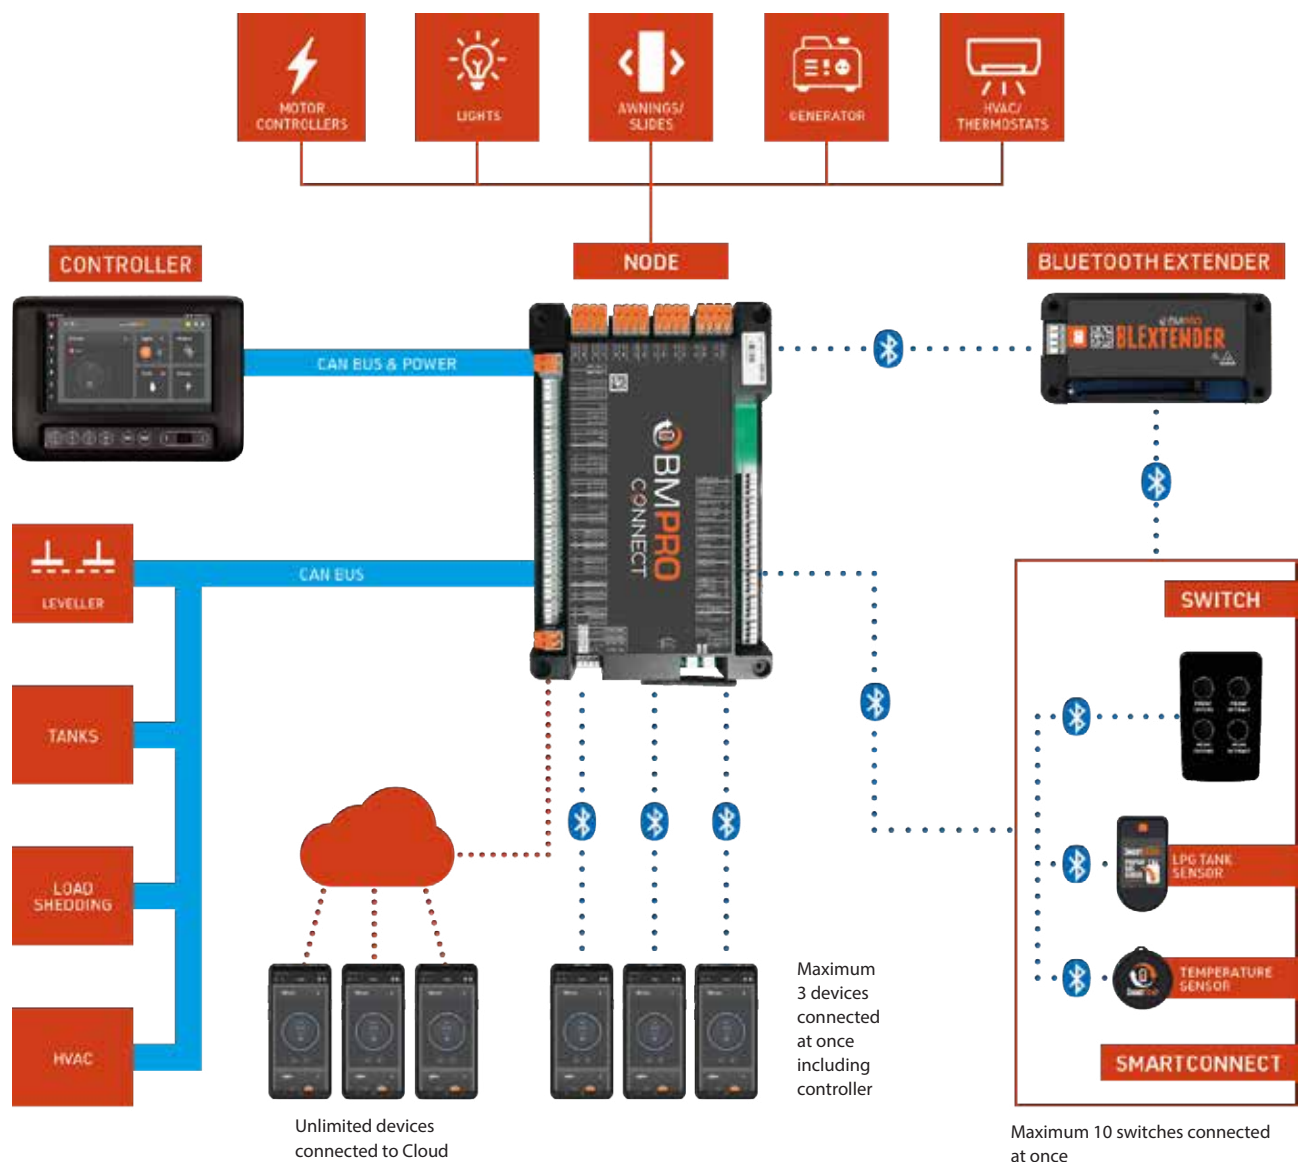 MOTOR
CONTROLLERS
LIGHTS
AWNINGS/
SLIDES
GENERATOR
HVAC/
THERMOSTATS
CONTROLLER
NODE
BLUETOOTH EXTENDER
BLEXTENDER
CAN BUS & POWER
BMPRO
CONNECT
LEVELLER
CAN BUS
TANKS
LOAD
SHEDDING
HVAC
SWITCH
LPG TANK
SENSOR
TEMPERATURE
SENSOR
SMARTCONNECT
Maximum
3 devices
connected
at once
including
controller
Unlimited devices
connected to Cloud
Maximum 10 switches connected
at once